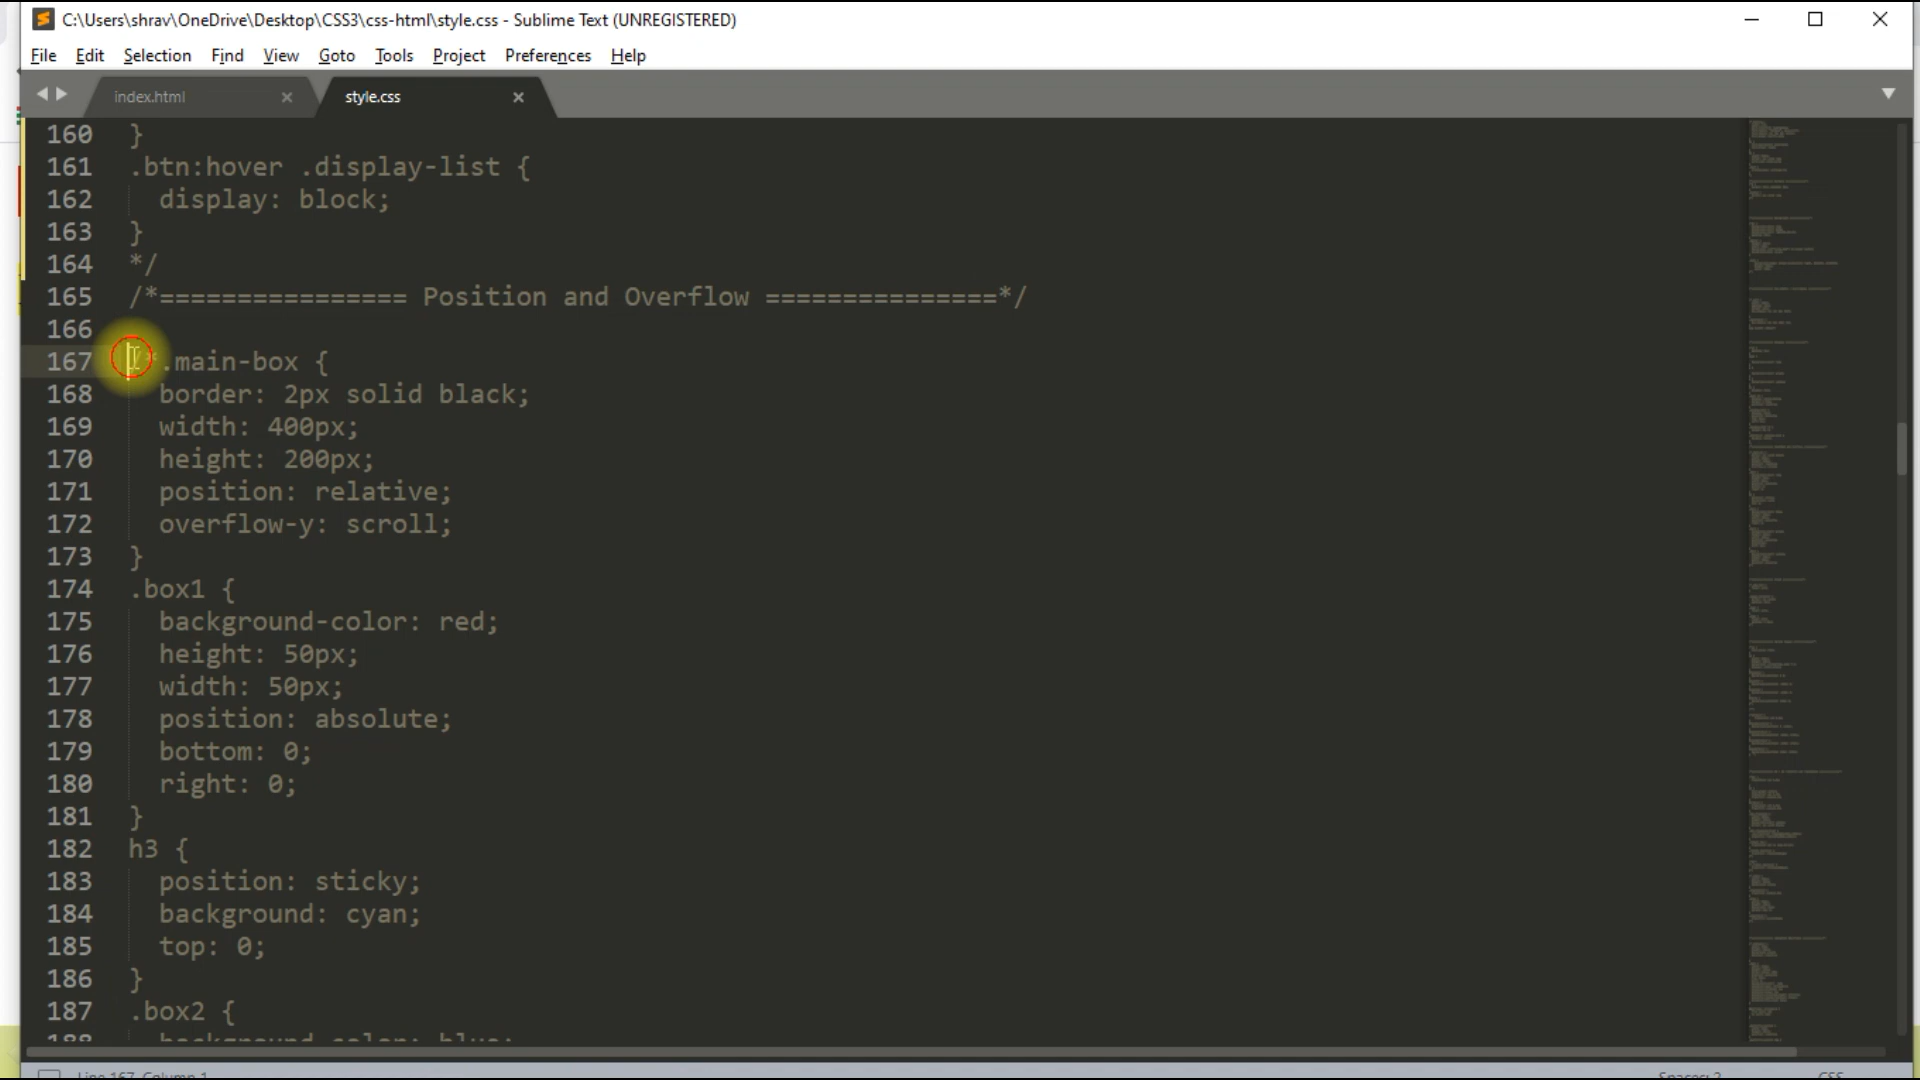 C:\Users\shrav\OneDrive\Desktop\CSS3\css-html\style.css - Sublime Text (UNREGISTERED)
File Edit Selection Find View Goto Tools Project Preferences Help
index.html style.css
160 }
161 .btn:hover .display-list {
162 display: block;
163 }
164 */
165 /*================ Position and Overflow ===============*/
166
167 /*.main-box {
168 border: 2px solid black;
169 width: 400px;
170 height: 200px;
171 position: relative;
172 overflow-y: scroll;
173 }
174 .box1 {
175 background-color: red;
176 height: 50px;
177 width: 50px;
178 position: absolute;
179 bottom: 0;
180 right: 0;
181 }
182 h3 {
183 position: sticky;
184 background: cyan;
185 top: 0;
186 }
187 .box2 {
188 background-color: blue;
Line 167, Column 1 Spaces: 2 CSS